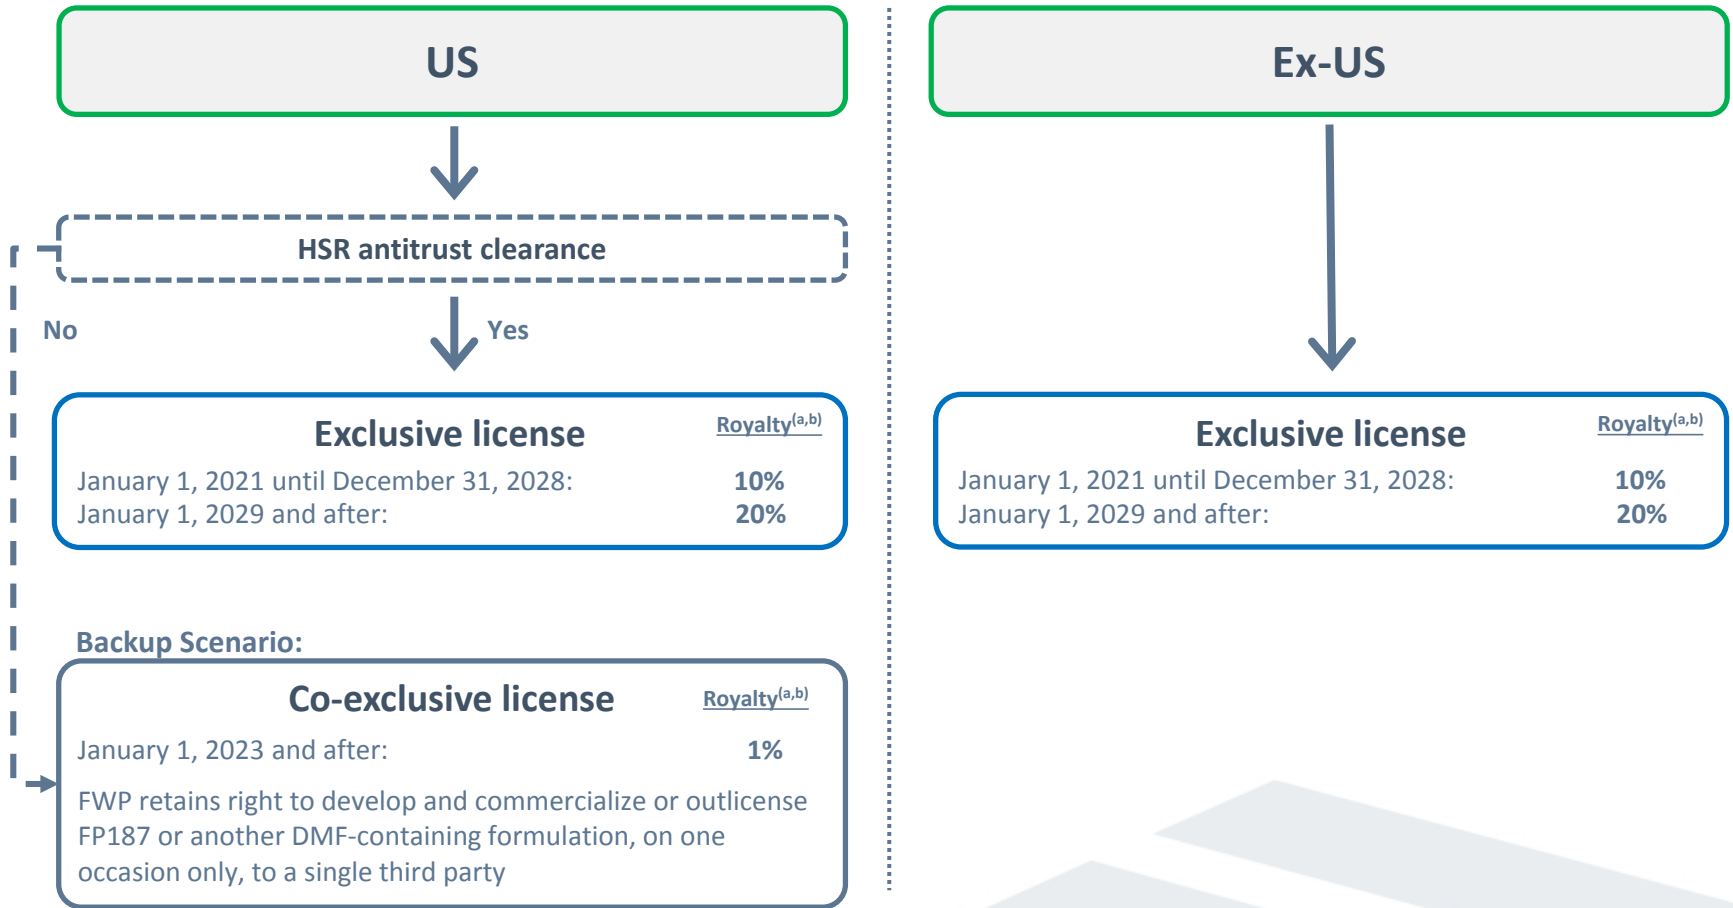 US
HSR antitrust clearance
No
Yes
Exclusive license
Royalty(a,b)
January 1, 2021 until December 31, 2028:
10%
January 1, 2029 and after:
20%
Backup Scenario:
Co-exclusive license
Royalty(a,b)
January 1, 2023 and after:
1%
FWP retains right to develop and commercialize or outlicense
FP187 or another DMF-containing formulation, on one
occasion only, to a single third party
Ex-US
Exclusive license
Royalty(a,b)
January 1, 2021 until December 31, 2028:
10%
January 1, 2029 and after:
20%